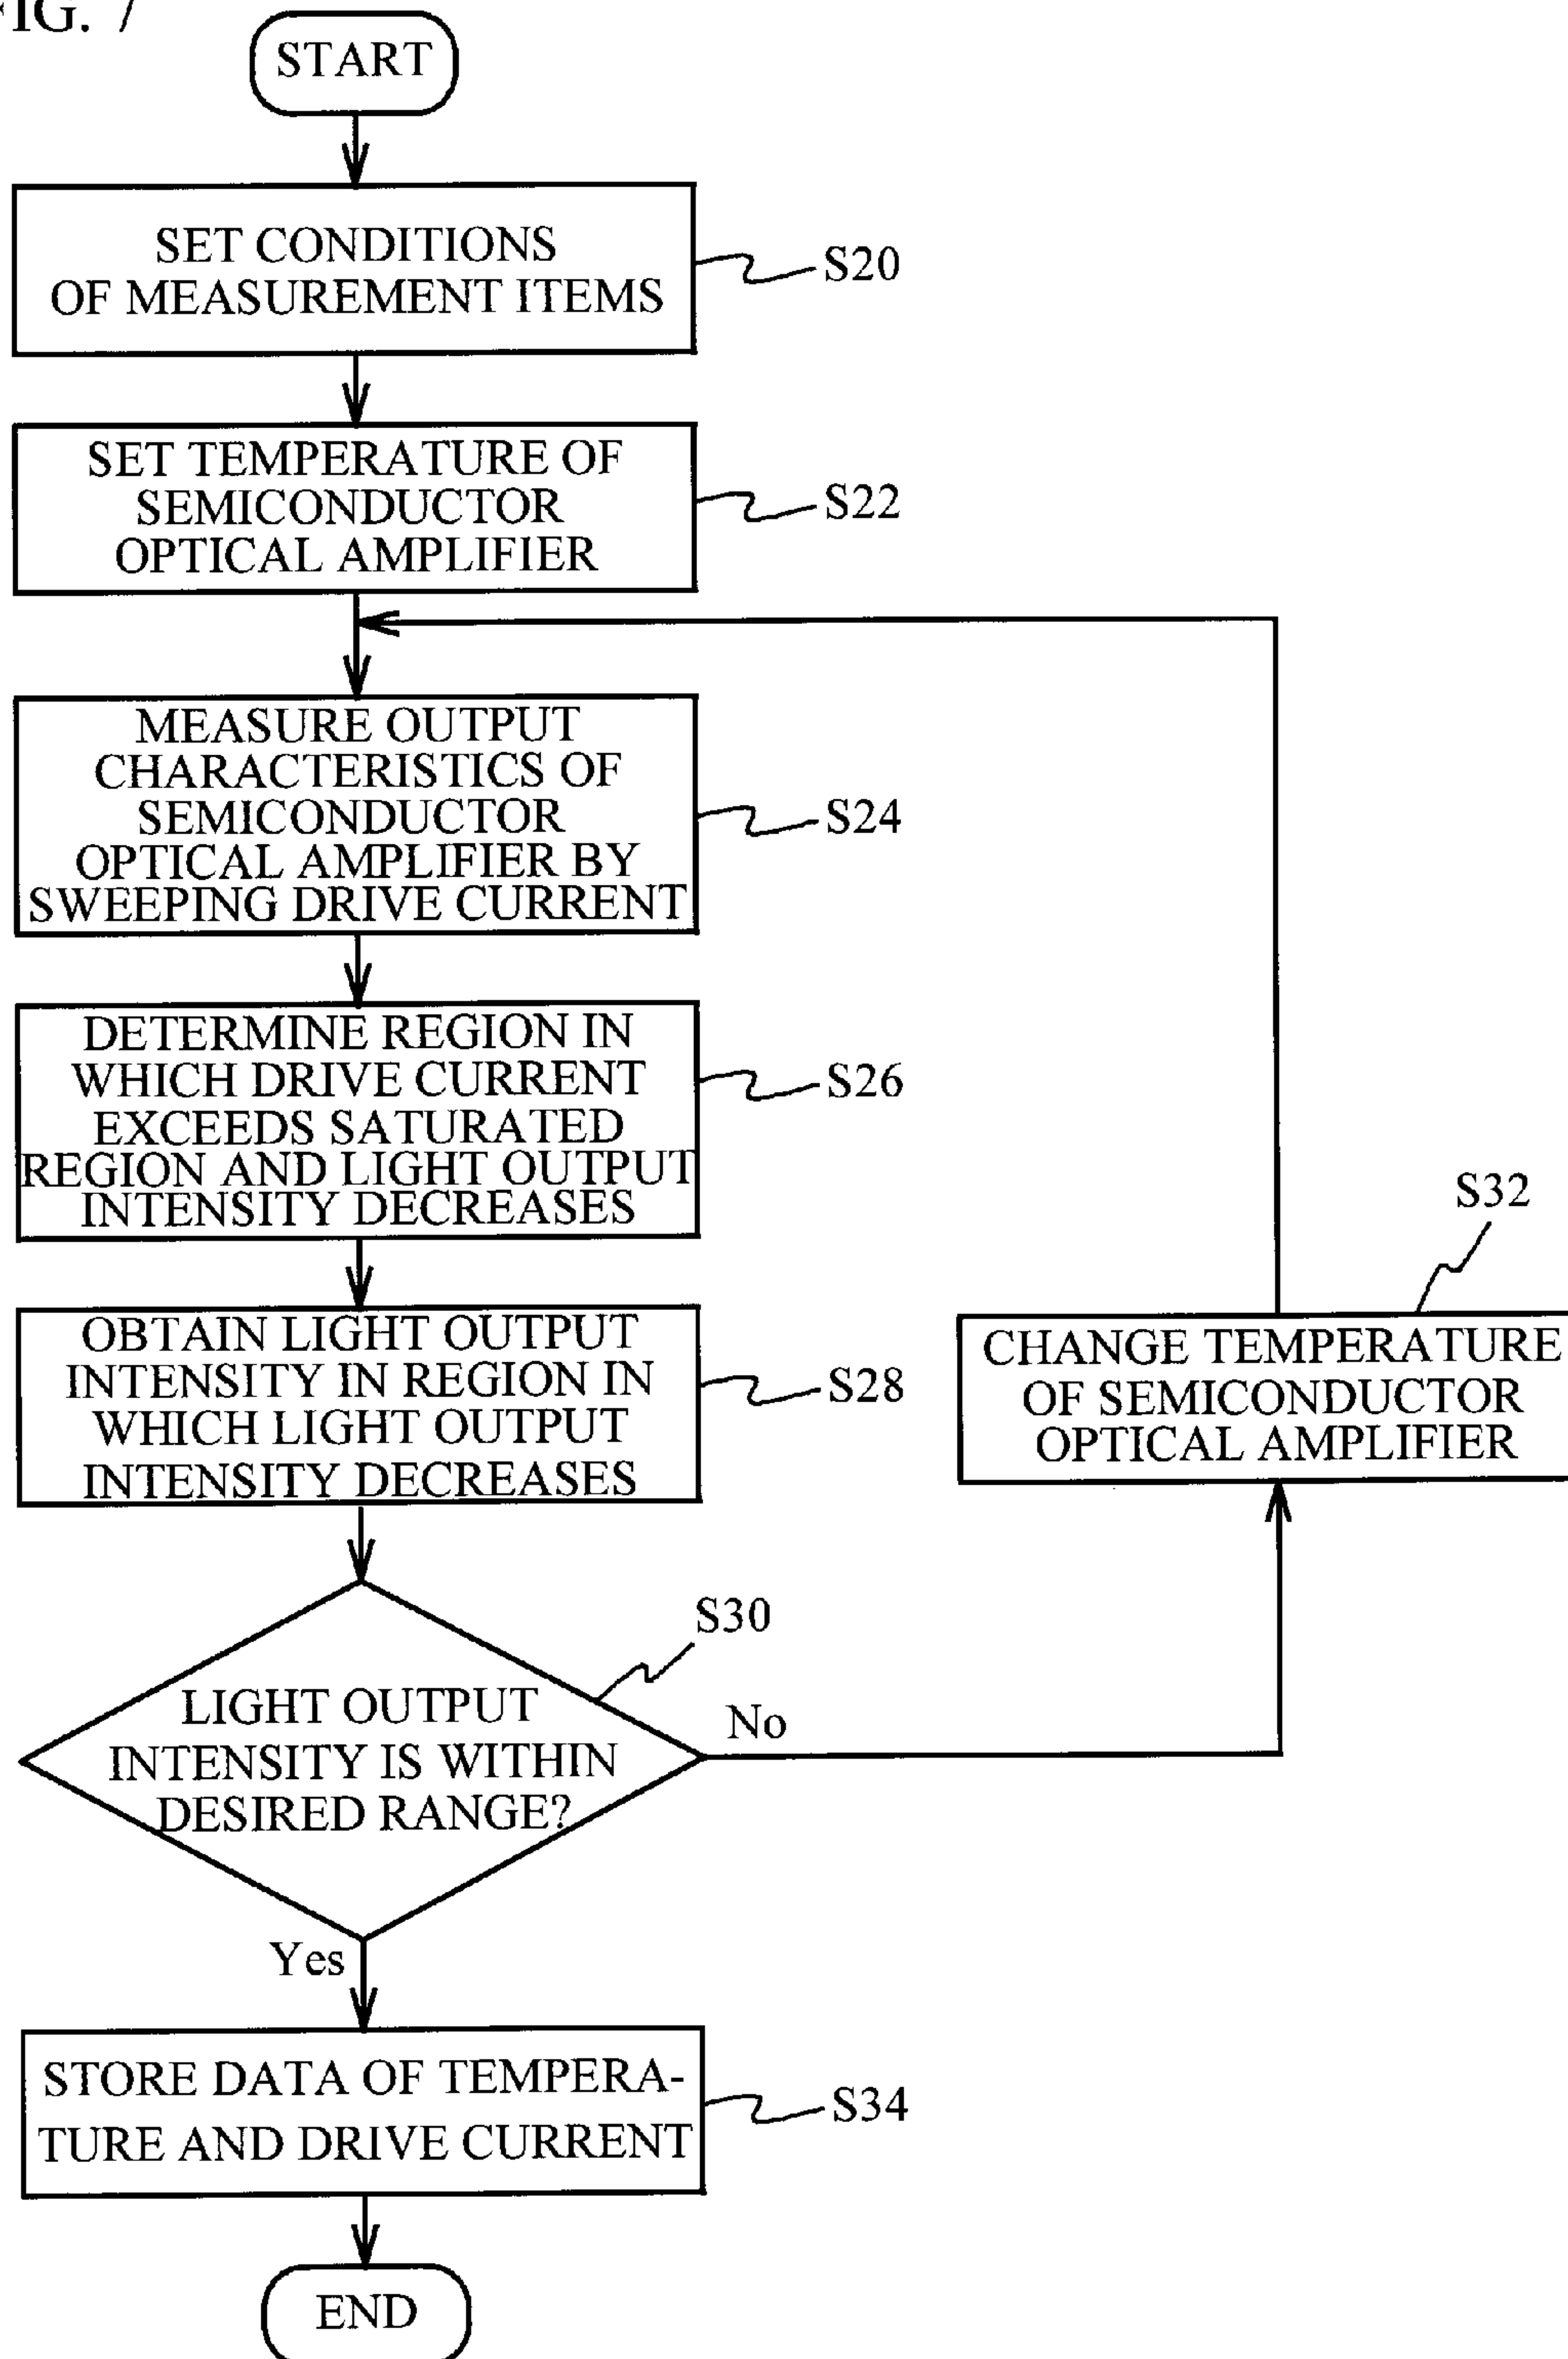 FIG. 7
START
SET CONDITIONS
OF MEASUREMENT ITEMS
S20
SET TEMPERATURE OF
SEMICONDUCTOR
OPTICAL AMPLIFIER
S22
MEASURE OUTPUT
CHARACTERISTICS OF
SEMICONDUCTOR
OPTICAL AMPLIFIER BY
SWEEPING DRIVE CURRENT
S24
DETERMINE REGION IN
WHICH DRIVE CURRENT
EXCEEDS SATURATED
REGION AND LIGHT OUTPUT
INTENSITY DECREASES
S26
OBTAIN LIGHT OUTPUT
INTENSITY IN REGION IN
WHICH LIGHT OUTPUT
INTENSITY DECREASES
S28
S32
CHANGE TEMPERATURE
OF SEMICONDUCTOR
OPTICAL AMPLIFIER
S30
LIGHT OUTPUT
INTENSITY IS WITHIN
DESIRED RANGE?
No
Yes
STORE DATA OF TEMPERA-
TURE AND DRIVE CURRENT
S34
END